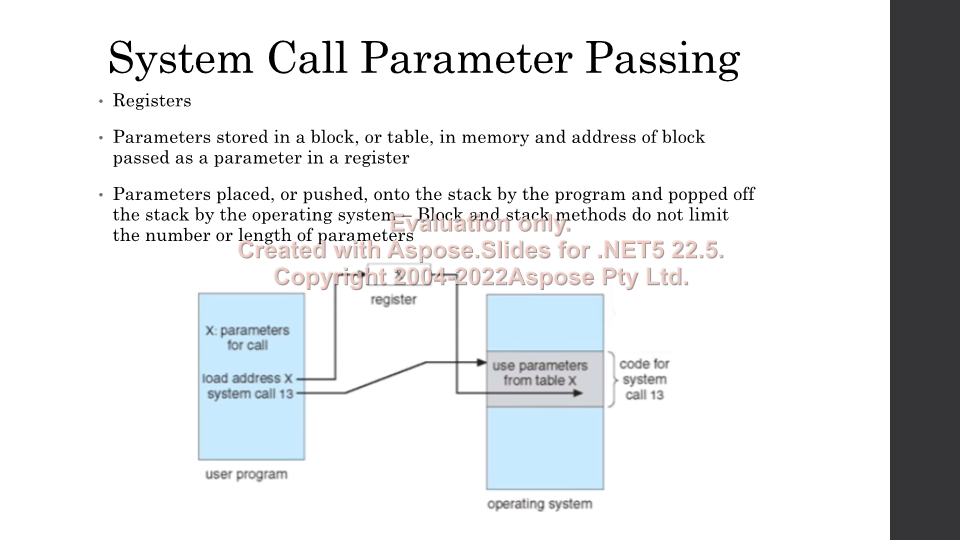 System Call Parameter Passing
• Registers
• Parameters stored in a block, or table, in memory and address of block
passed as a parameter in a register
• Parameters placed, or pushed, onto the stack by the program and popped off
the stack by the operating system – Block and stack methods do not limit
the number or length of parameters
Evaluation only.
Created with Aspose.Slides for .NET5 22.5.
Copyright 2004-2022Aspose Pty Ltd.
X
register
X: parameters
for call
load address X
system call 13
user program
use parameters
from table X
code for
system
call 13
operating system